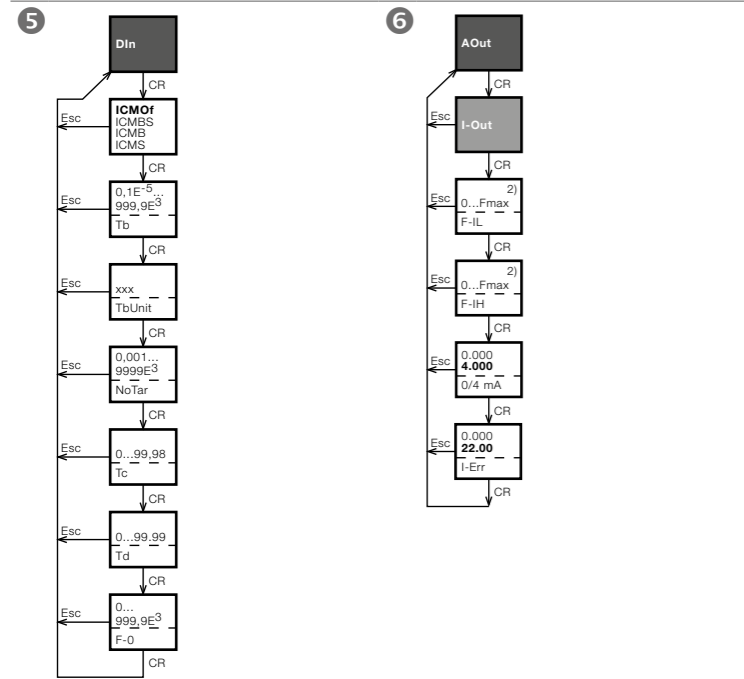 5
DIn
CR
ICMOf
ICMBS
ICMB
ICMS
Esc
CR
0,1E-5...
999,9E3
Tb
Esc
CR
xxx
TbUnit
Esc
CR
0,001...
9999E3
NoTar
Esc
CR
0...99,98
Tc
Esc
CR
0...99.99
Td
Esc
CR
0...
999,9E3
F-0
Esc
CR
6
AOut
CR
I-Out
Esc
CR
2)
0...Fmax
F-IL
Esc
CR
2)
0...Fmax
F-IH
Esc
CR
0.000
4.000
0/4 mA
Esc
CR
0.000
22.00
I-Err
Esc
CR